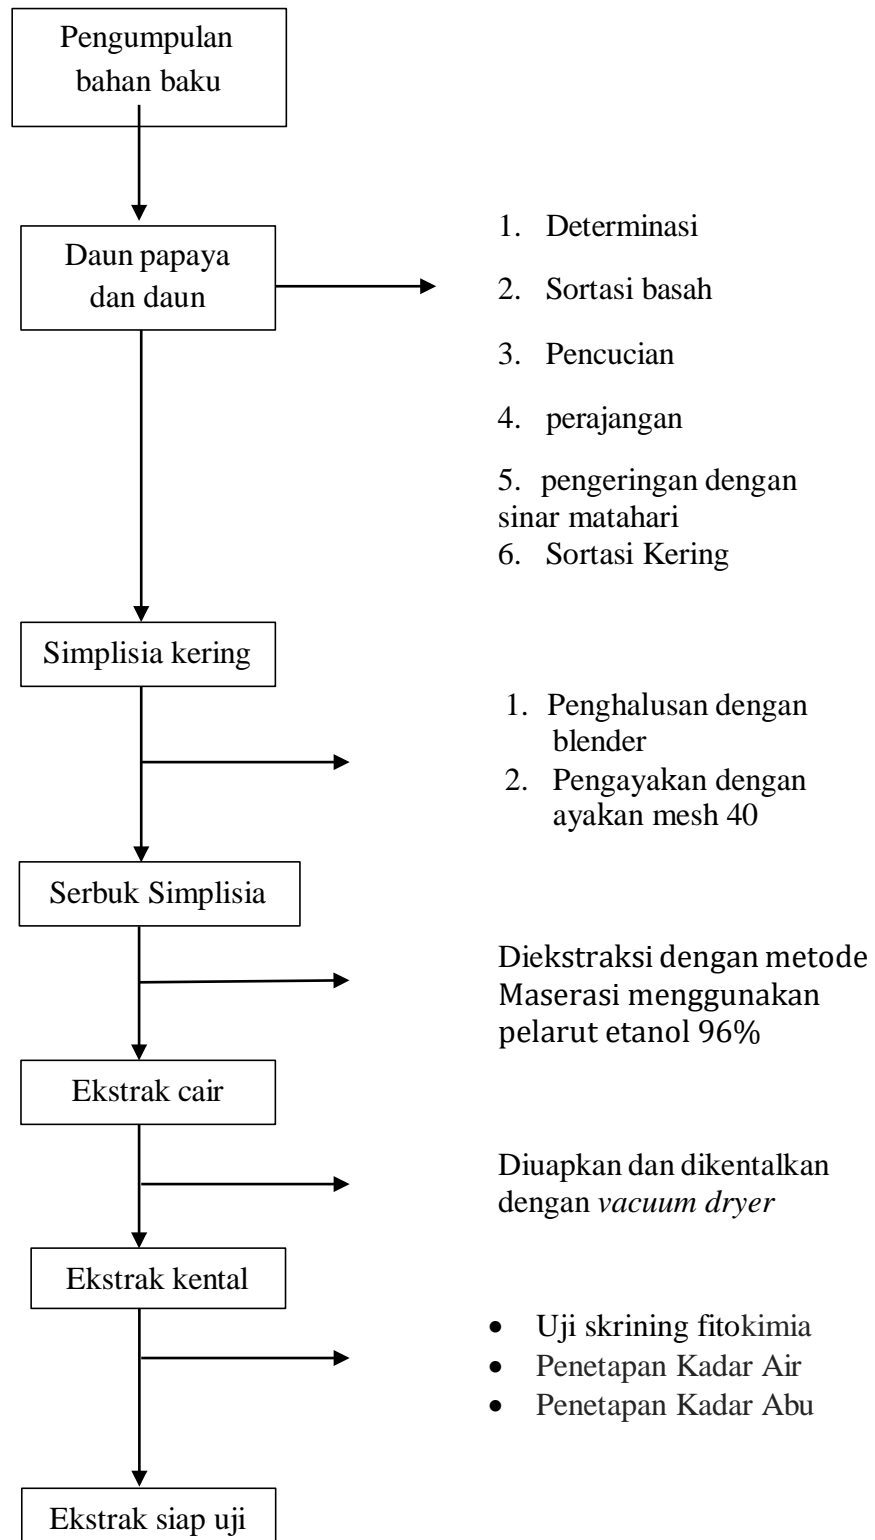 Pengumpulan
bahan baku
Daun papaya
dan daun
1. Determinasi
2. Sortasi basah
3. Pencucian
4. perajangan
5. pengeringan dengan
sinar matahari
6. Sortasi Kering
Simplisia kering
1. Penghalusan dengan
blender
2. Pengayakan dengan
ayakan mesh 40
Serbuk Simplisia
Diekstraksi dengan metode
Maserasi menggunakan
pelarut etanol 96%
Ekstrak cair
Diuapkan dan dikentalkan
dengan vacuum dryer
Ekstrak kental
• Uji skrining fitokimia
• Penetapan Kadar Air
• Penetapan Kadar Abu
Ekstrak siap uji